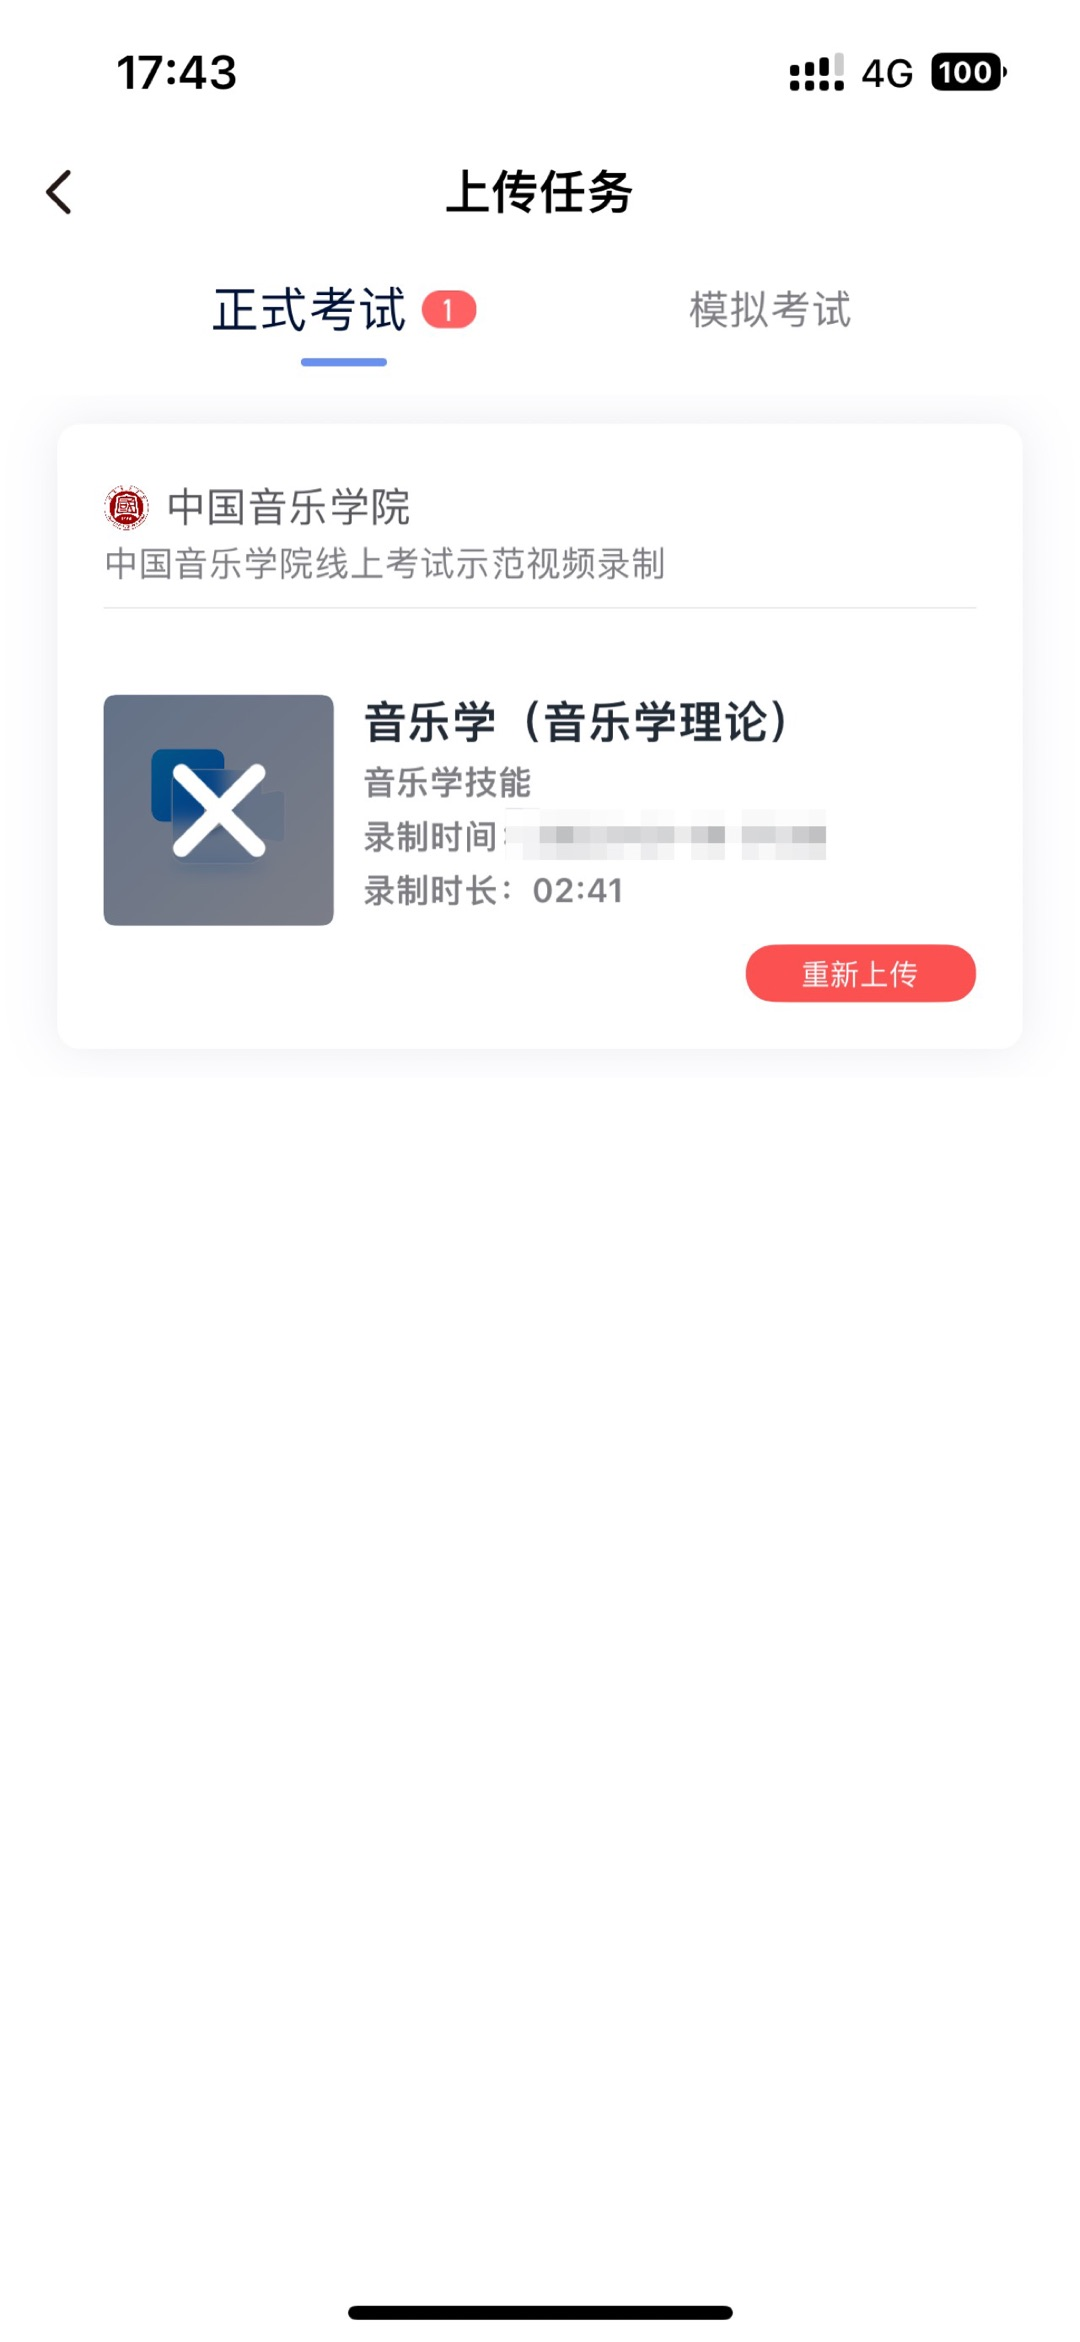 17:43
4G 100
上传任务
正式考试 1
模拟考试
中国音乐学院
中国音乐学院线上考试示范视频录制
音乐学（音乐学理论）
音乐学技能
录制时间:
录制时长：02:41
重新上传